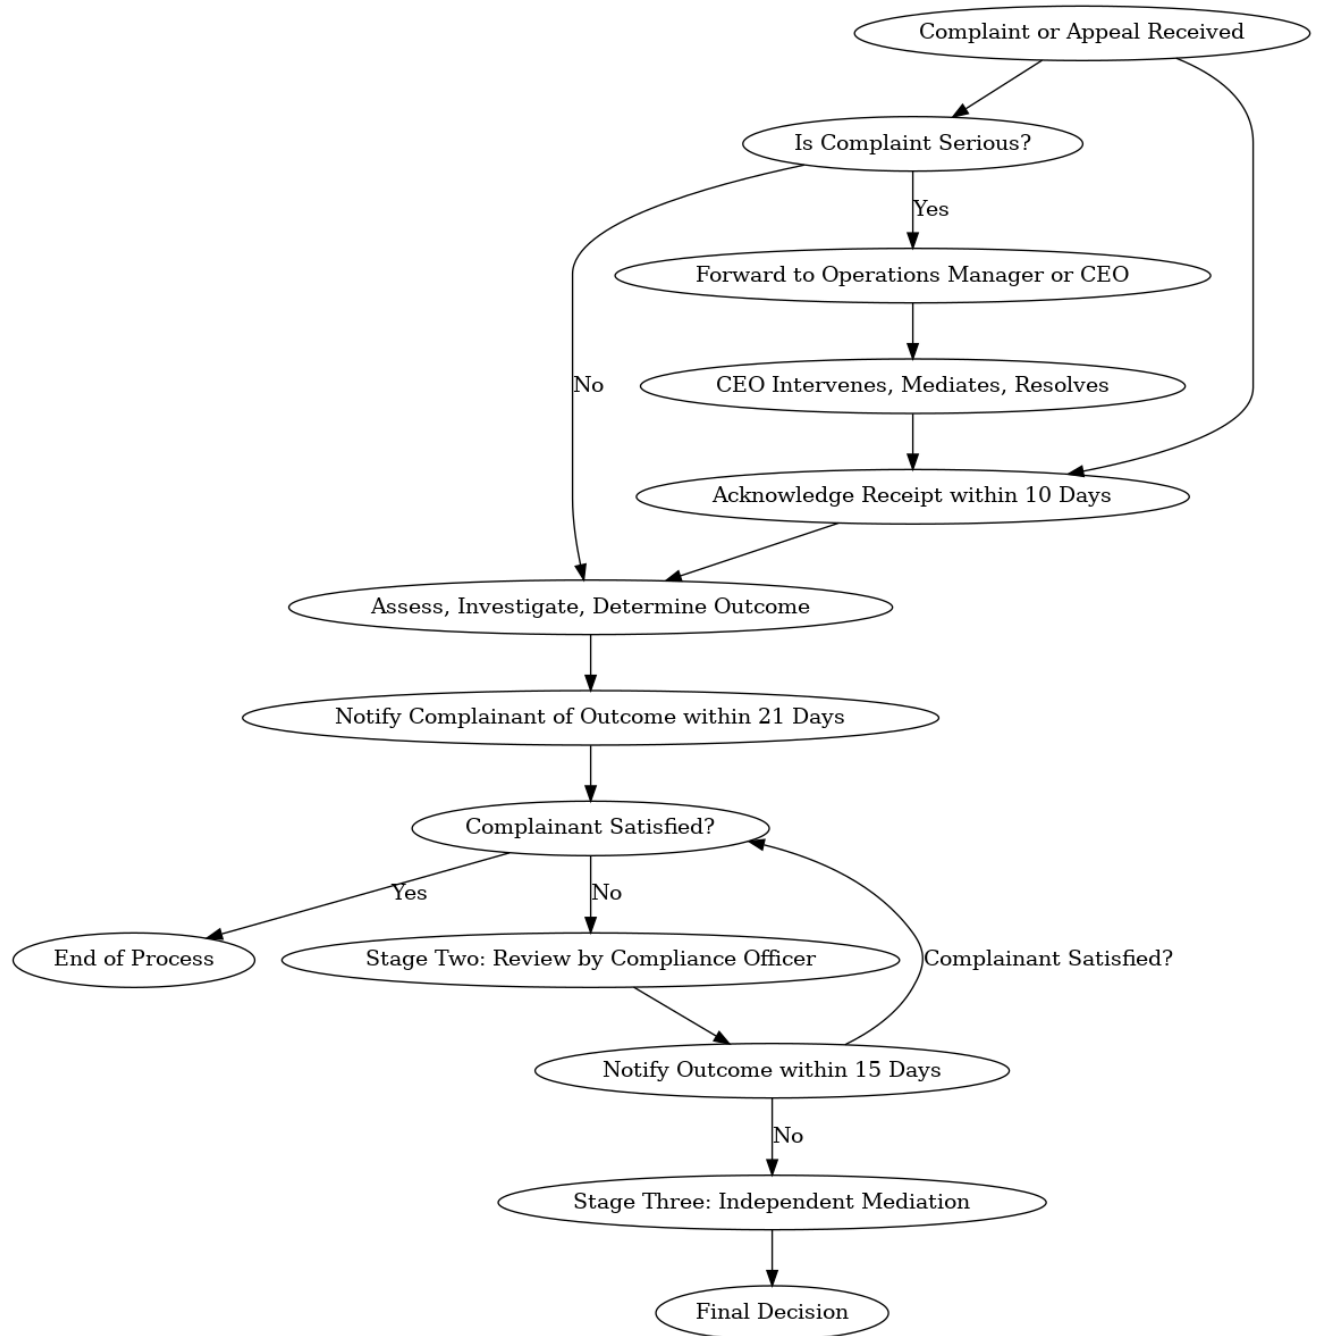 Complaint or Appeal Received
Is Complaint Serious?
Yes
Forward to Operations Manager or CEO
No
CEO Intervenes, Mediates, Resolves
Acknowledge Receipt within 10 Days
Assess, Investigate, Determine Outcome
Notify Complainant of Outcome within 21 Days
Complainant Satisfied?
Yes
No
End of Process
Stage Two: Review by Compliance Officer
Complainant Satisfied?
Notify Outcome within 15 Days
No
Stage Three: Independent Mediation
Final Decision